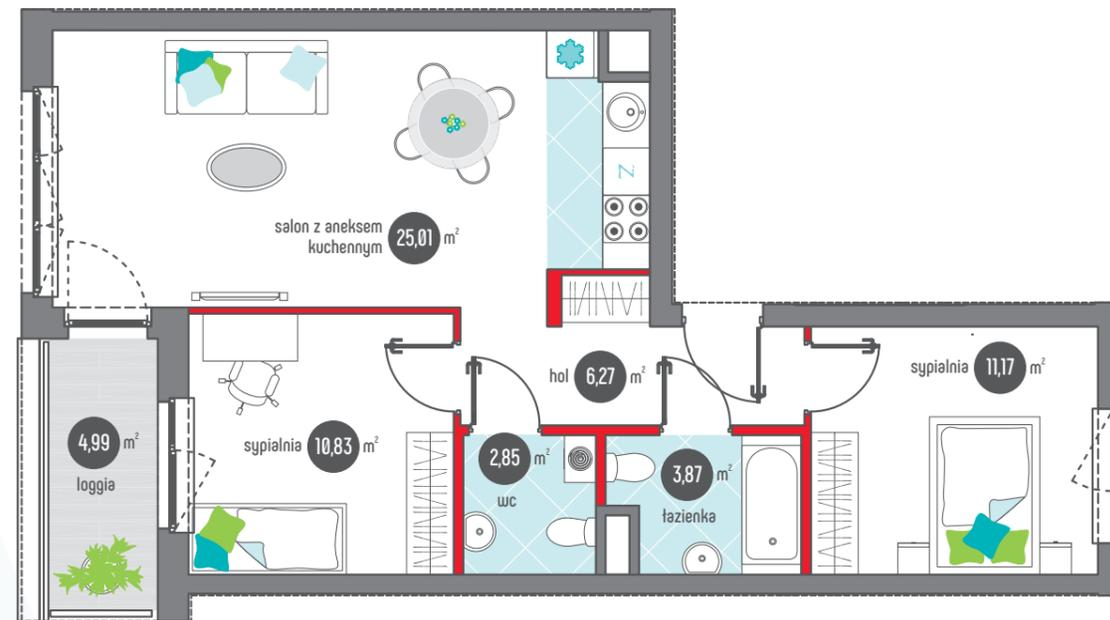 salon z aneksem
kuchennym 25,01 m²
Z
hol 6,27 m²
sypialnia 11,17 m²
4,99 m²
loggia
sypialnia 10,83 m²
2,85 m²
wc
3,87 m²
łazienka